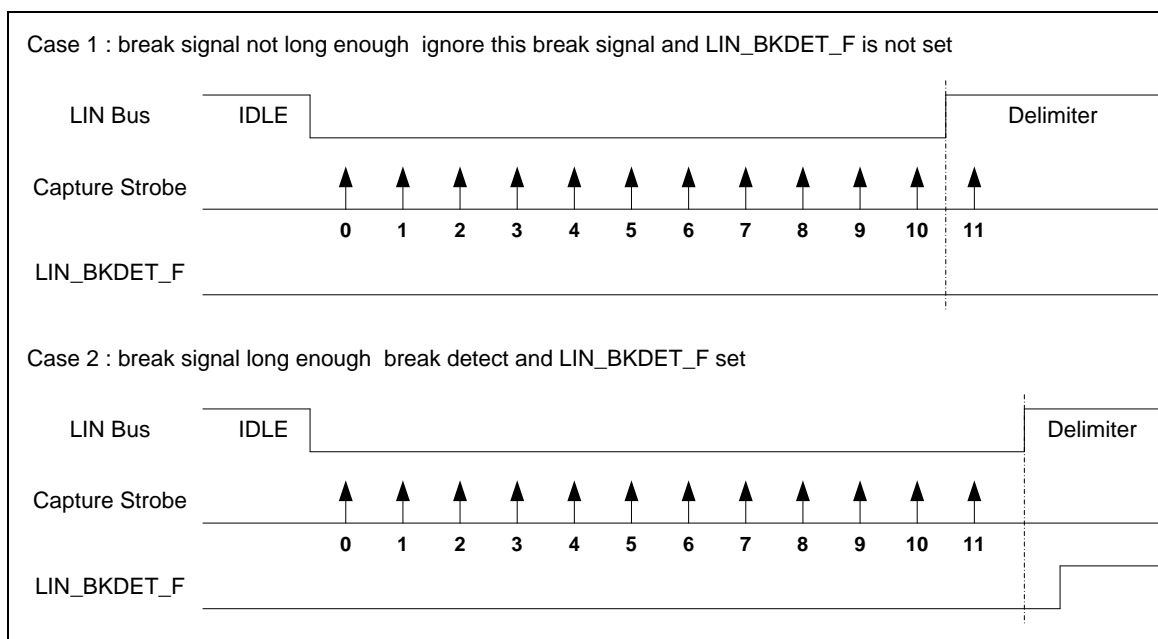 Case 1 : break signal not long enough ignore this break signal and LIN_BKDET_F is not set
LIN Bus IDLE Delimiter
Capture Strobe
0 1 2 3 4 5 6 7 8 9 10 11
LIN_BKDET_F
Case 2 : break signal long enough break detect and LIN_BKDET_F set
LIN Bus IDLE Delimiter
Capture Strobe
0 1 2 3 4 5 6 7 8 9 10 11
LIN_BKDET_F